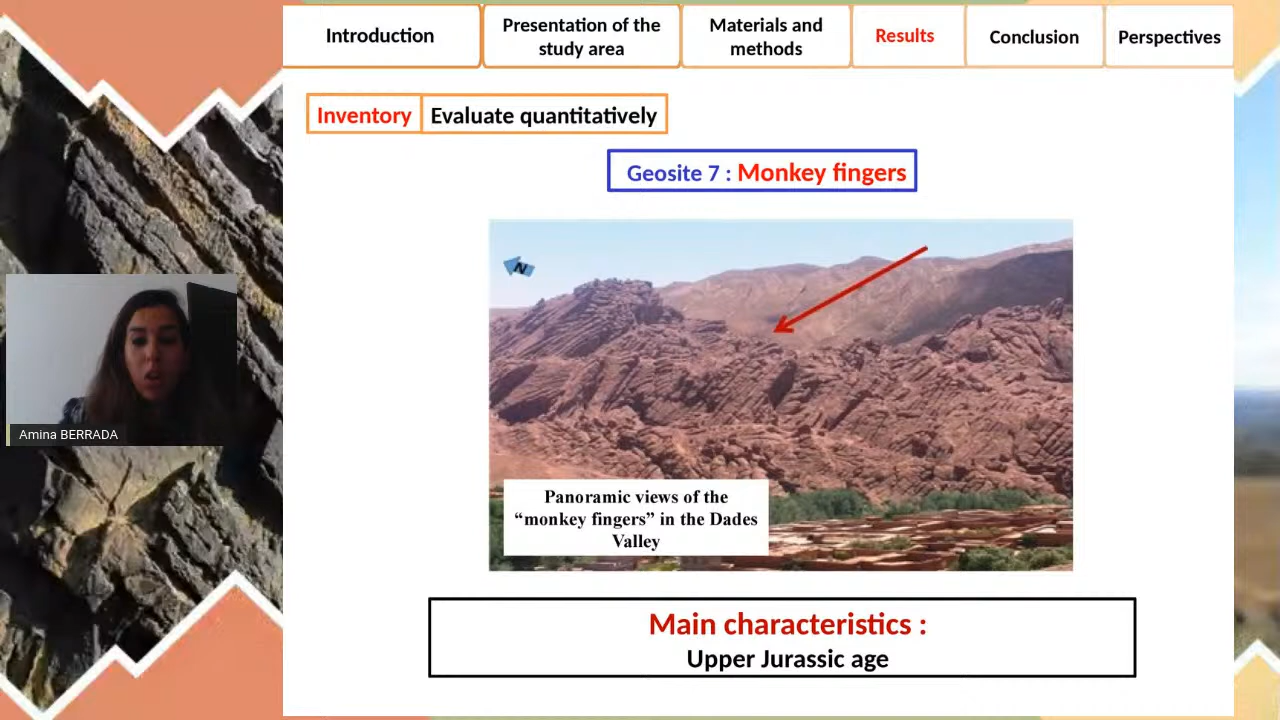 Introduction
Presentation of the
study area
Materials and
methods
Results
Conclusion
Perspectives
Inventory
Evaluate quantitatively
Geosite 7 : Monkey fingers
N
Panoramic views of the
“monkey fingers” in the Dades
Valley
Amina BERRADA
Main characteristics :
Upper Jurassic age